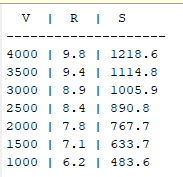 V | R | S
--------------------
4000 | 9.8 | 1218.6
3500 | 9.4 | 1114.8
3000 | 8.9 | 1005.9
2500 | 8.4 | 890.8
2000 | 7.8 | 767.7
1500 | 7.1 | 633.7
1000 | 6.2 | 483.6